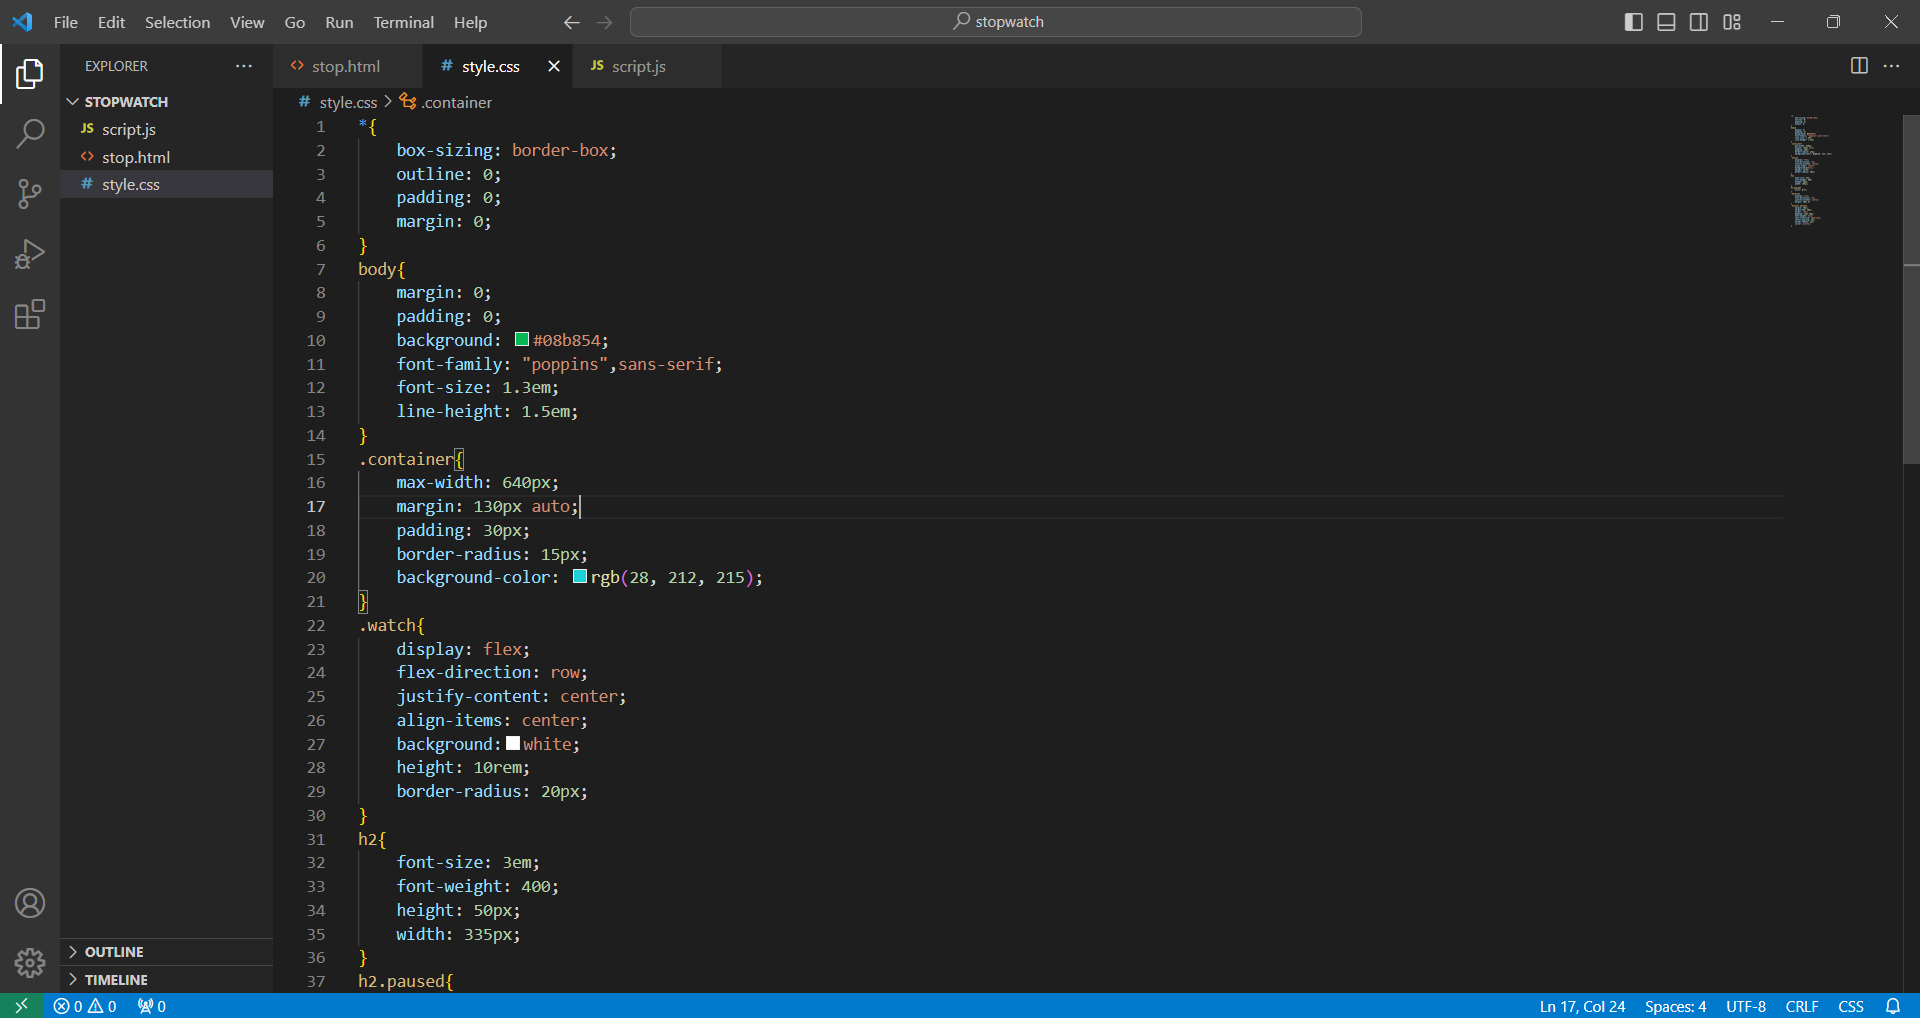 File Edit Selection View Go Run Terminal Help
stopwatch
EXPLORER
STOPWATCH
JS script.js
<> stop.html
# style.css
OUTLINE
TIMELINE
<> stop.html
# style.css
JS script.js
# style.css > .container
1 *{
2 box-sizing: border-box;
3 outline: 0;
4 padding: 0;
5 margin: 0;
6 }
7 body{
8 margin: 0;
9 padding: 0;
10 background: #08b854;
11 font-family: "poppins",sans-serif;
12 font-size: 1.3em;
13 line-height: 1.5em;
14 }
15 .container{
16 max-width: 640px;
17 margin: 130px auto;
18 padding: 30px;
19 border-radius: 15px;
20 background-color: rgb(28, 212, 215);
21 }
22 .watch{
23 display: flex;
24 flex-direction: row;
25 justify-content: center;
26 align-items: center;
27 background: white;
28 height: 10rem;
29 border-radius: 20px;
30 }
31 h2{
32 font-size: 3em;
33 font-weight: 400;
34 height: 50px;
35 width: 335px;
36 }
37 h2.paused{
0 0 0
Ln 17, Col 24 Spaces: 4 UTF-8 CRLF CSS